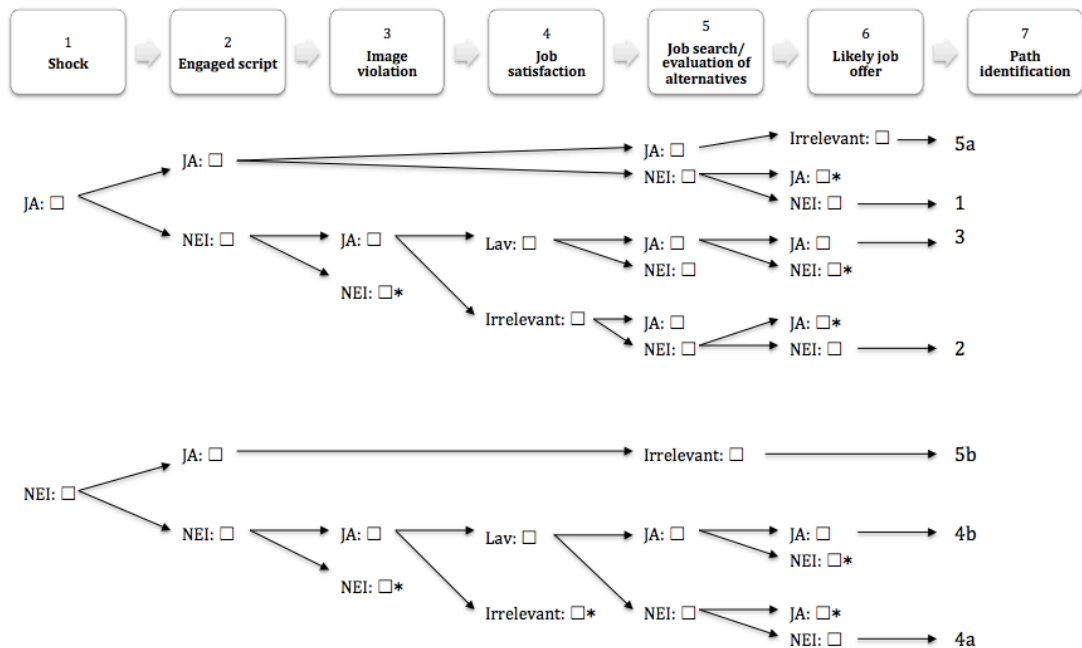 1
Shock
2
Engaged script
3
Image
violation
4
Job
satisfaction
5
Job search/
evaluation of
alternatives
6
Likely job
offer
7
Path
identification
Irrelevant: ☐ 5a
JA: ☐ JA: ☐
NEI: ☐ JA: ☐*
JA: ☐ NEI: ☐ 1
NEI: ☐ JA: ☐ Lav: ☐ JA: ☐ JA: ☐ 3
NEI: ☐ NEI: ☐*
NEI: ☐*
Irrelevant: ☐ JA: ☐ JA: ☐*
NEI: ☐ NEI: ☐ 2
JA: ☐ Irrelevant: ☐ 5b
NEI: ☐
NEI: ☐ JA: ☐ Lav: ☐ JA: ☐ JA: ☐ 4b
NEI: ☐*
NEI: ☐*
Irrelevant: ☐* NEI: ☐ JA: ☐*
NEI: ☐ 4a